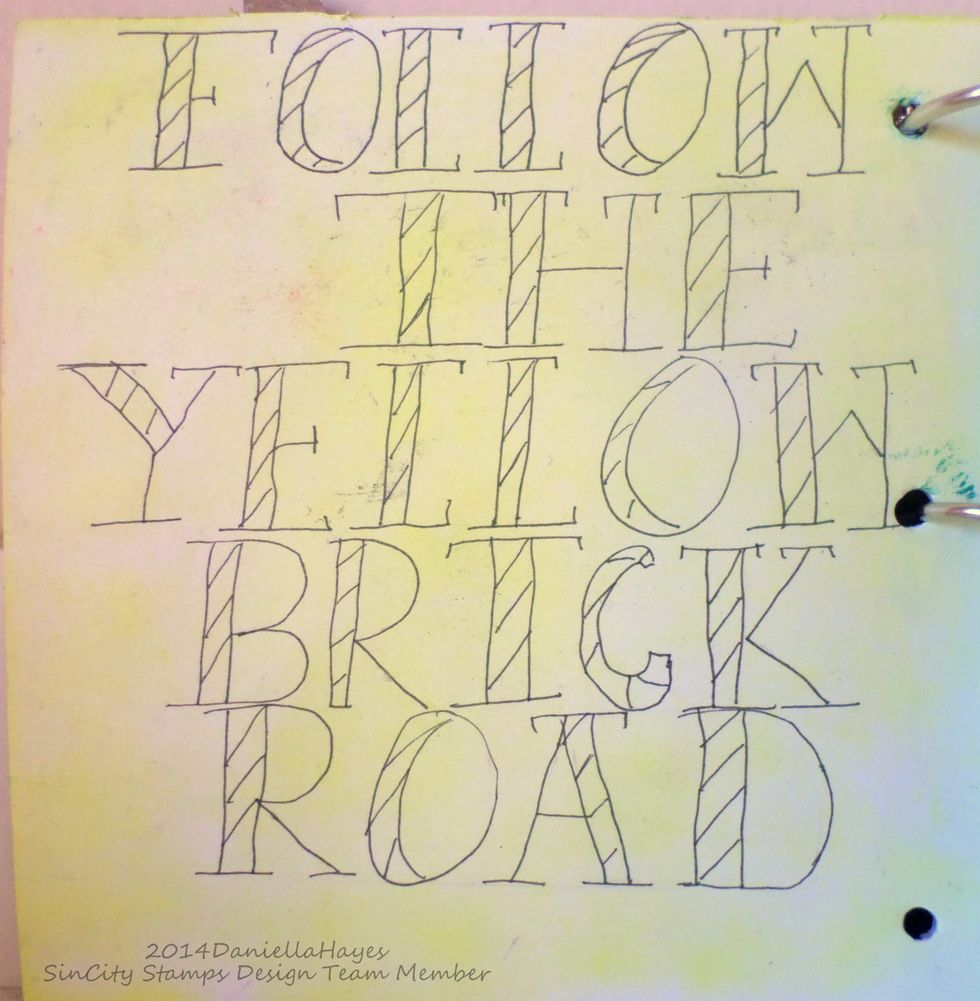 FOLLOW
THE
YELLOW
BRICK
ROAD
2014DaniellaHayes
SinCity Stamps Design Team Member